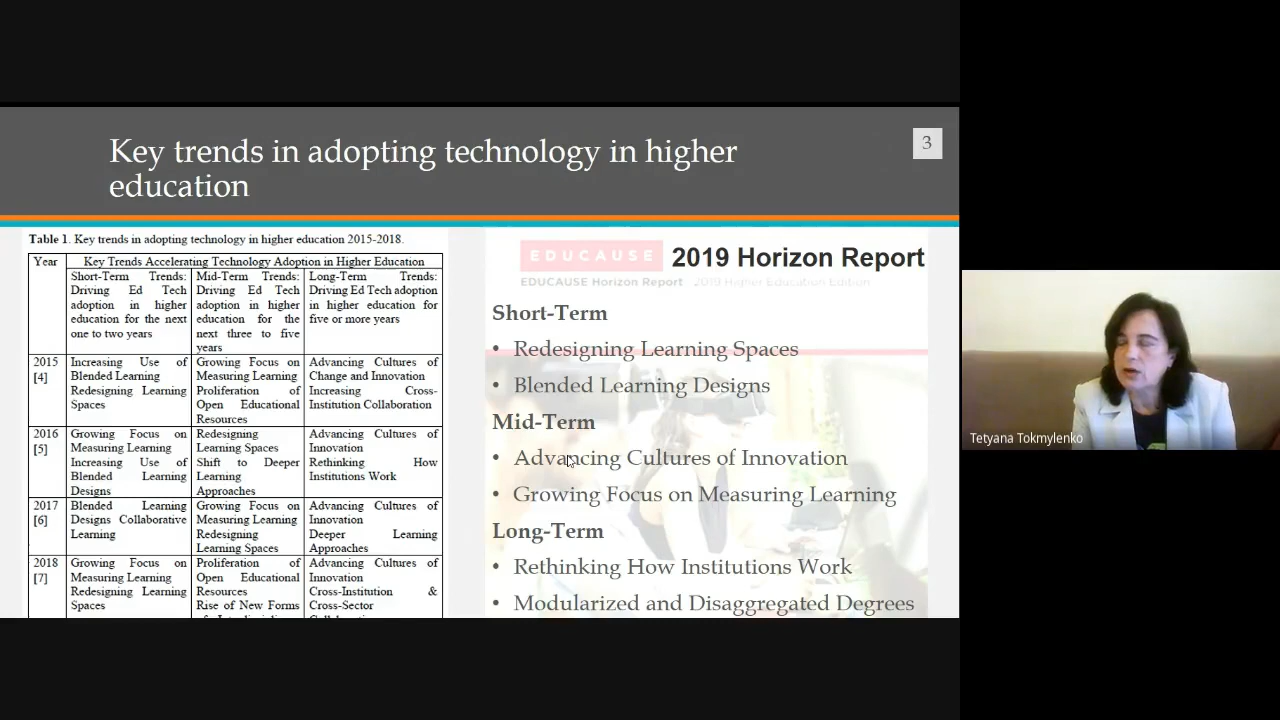 Key trends in adopting technology in higher
education
3
Table 1. Key trends in adopting technology in higher education 2015-2018.
Year
Key Trends Accelerating Technology Adoption in Higher Education
Short-Term Trends:
Driving Ed Tech
adoption in higher
education for the next
one to two years
Mid-Term Trends:
Driving Ed Tech
adoption in higher
education for the
next three to five
years
Long-Term Trends:
Driving Ed Tech adoption
in higher education for
five or more years
2015
[4]
Increasing Use of
Blended Learning
Redesigning Learning
Spaces
Growing Focus on
Measuring Learning
Proliferation of
Open Educational
Resources
Advancing Cultures of
Change and Innovation
Increasing Cross-
Institution Collaboration
2016
[5]
Growing Focus on
Measuring Learning
Increasing Use of
Blended Learning
Designs
Redesigning
Learning Spaces
Shift to Deeper
Learning
Approaches
Advancing Cultures of
Innovation
Rethinking How
Institutions Work
2017
[6]
Blended Learning
Designs Collaborative
Learning
Growing Focus on
Measuring Learning
Redesigning
Learning Spaces
Advancing Cultures of
Innovation
Deeper Learning
Approaches
2018
[7]
Growing Focus on
Measuring Learning
Redesigning Learning
Spaces
Proliferation of
Open Educational
Resources
Rise of New Forms
Advancing Cultures of
Innovation
Cross-Institution &
Cross-Sector
EDUCAUSE
2019 Horizon Report
EDUCAUSE Horizon Report 2019 Higher Education Edition
Short-Term
• Redesigning Learning Spaces
• Blended Learning Designs
Mid-Term
• Advancing Cultures of Innovation
• Growing Focus on Measuring Learning
Long-Term
• Rethinking How Institutions Work
• Modularized and Disaggregated Degrees
Tetyana Tokmylenko